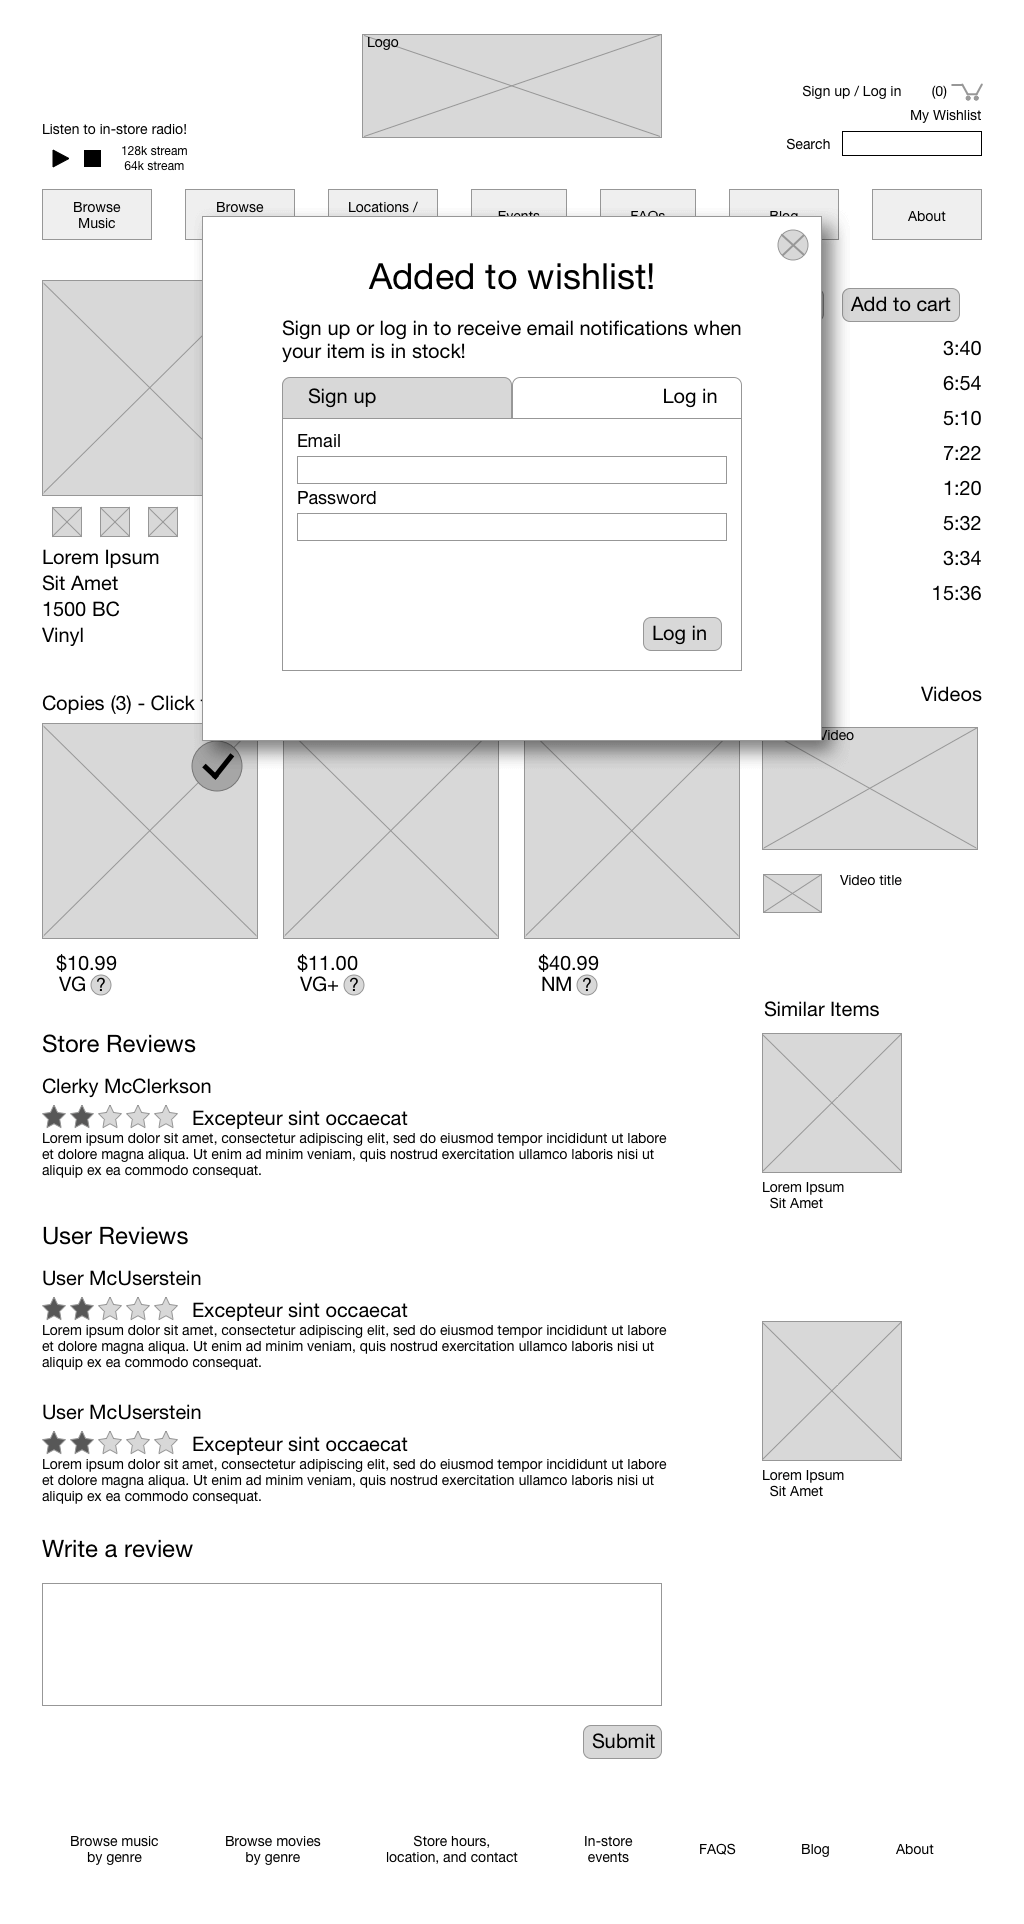 Logo
Sign up / Log in
(0)
My Wishlist
Listen to in-store radio!
Search
128k stream
64k stream
Browse
Music
Browse
Locations /
Events
FAQs
Blog
About
Added to wishlist!
Sign up or log in to receive email notifications when
your item is in stock!
Sign up
Log in
Email
Password
Log in
Add to cart
3:40
6:54
5:10
7:22
1:20
5:32
3:34
15:36
Lorem Ipsum
Sit Amet
1500 BC
Vinyl
Copies (3) - Click
Videos
Video
Video title
$10.99
VG ?
$11.00
VG+ ?
$40.99
NM ?
Similar Items
Lorem Ipsum
Sit Amet
Lorem Ipsum
Sit Amet
Store Reviews
Clerky McClerkson
Excepteur sint occaecat
Lorem ipsum dolor sit amet, consectetur adipiscing elit, sed do eiusmod tempor incididunt ut labore
et dolore magna aliqua. Ut enim ad minim veniam, quis nostrud exercitation ullamco laboris nisi ut
aliquip ex ea commodo consequat.
User Reviews
User McUserstein
Excepteur sint occaecat
Lorem ipsum dolor sit amet, consectetur adipiscing elit, sed do eiusmod tempor incididunt ut labore
et dolore magna aliqua. Ut enim ad minim veniam, quis nostrud exercitation ullamco laboris nisi ut
aliquip ex ea commodo consequat.
User McUserstein
Excepteur sint occaecat
Lorem ipsum dolor sit amet, consectetur adipiscing elit, sed do eiusmod tempor incididunt ut labore
et dolore magna aliqua. Ut enim ad minim veniam, quis nostrud exercitation ullamco laboris nisi ut
aliquip ex ea commodo consequat.
Write a review
Submit
Browse music
by genre
Browse movies
by genre
Store hours,
location, and contact
In-store
events
FAQS
Blog
About